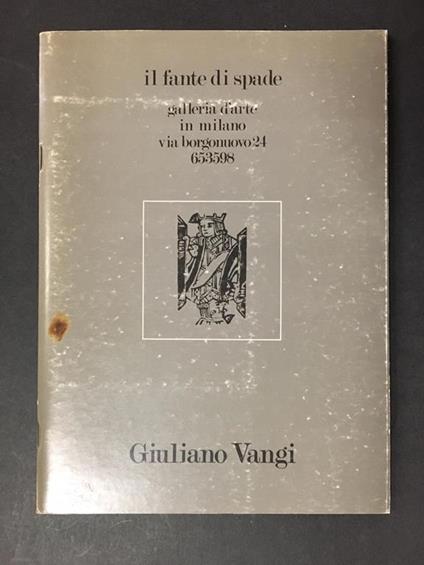 il fante di spade
galleria d'arte
in milano
via borgonuovo 24
653598
Giuliano Vangi